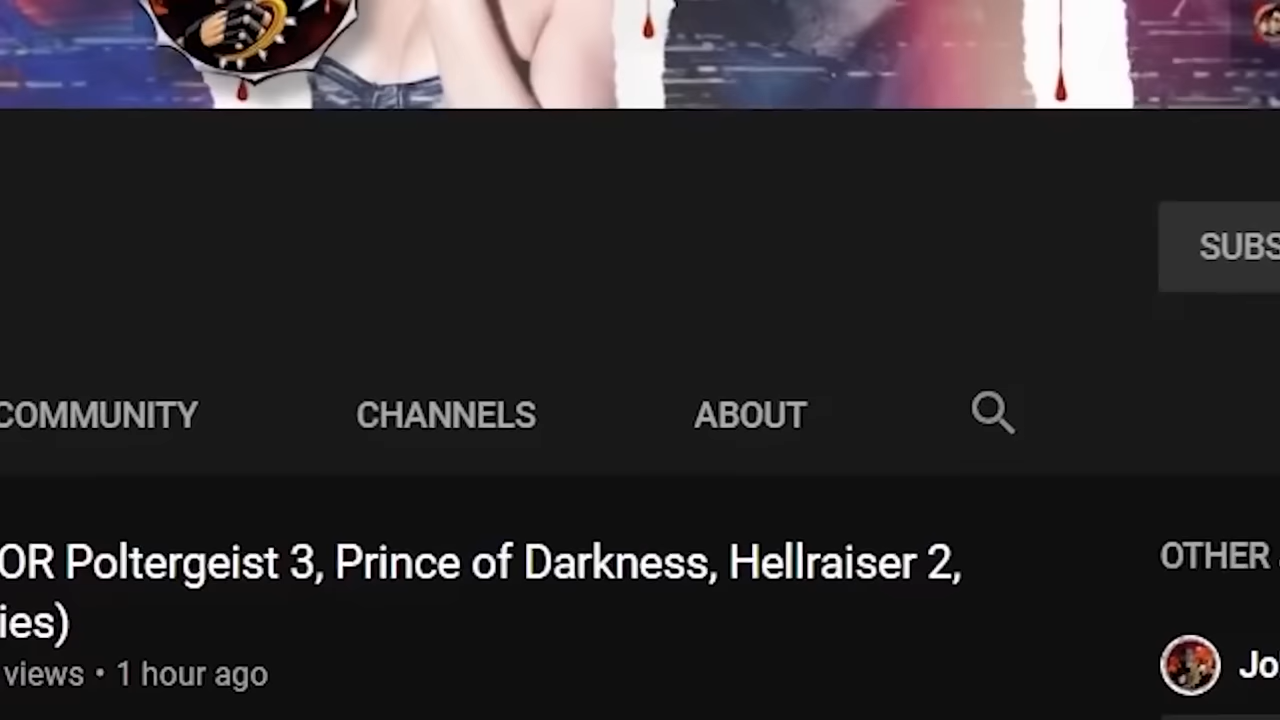 SUBS
COMMUNITY CHANNELS ABOUT
OR Poltergeist 3, Prince of Darkness, Hellraiser 2,
ies)
views • 1 hour ago
OTHER
Jo